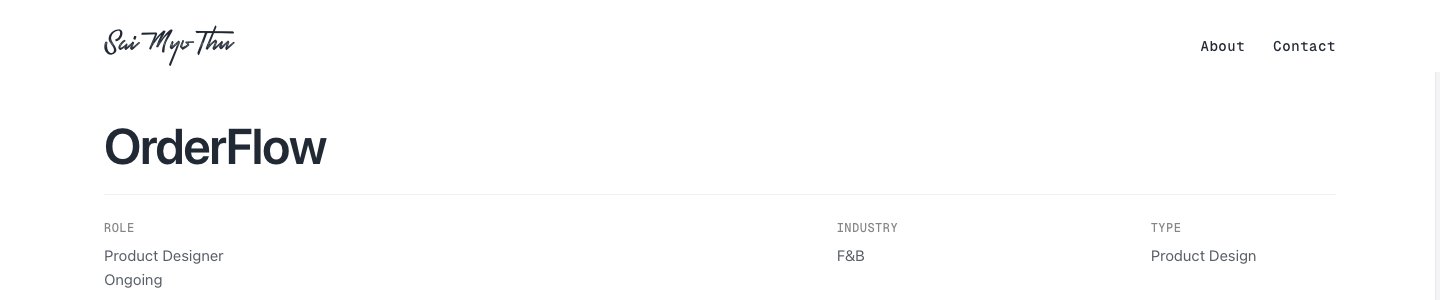 Sai Myo Thu
About Contact
OrderFlow
ROLE INDUSTRY TYPE
Product Designer F&B Product Design
Ongoing